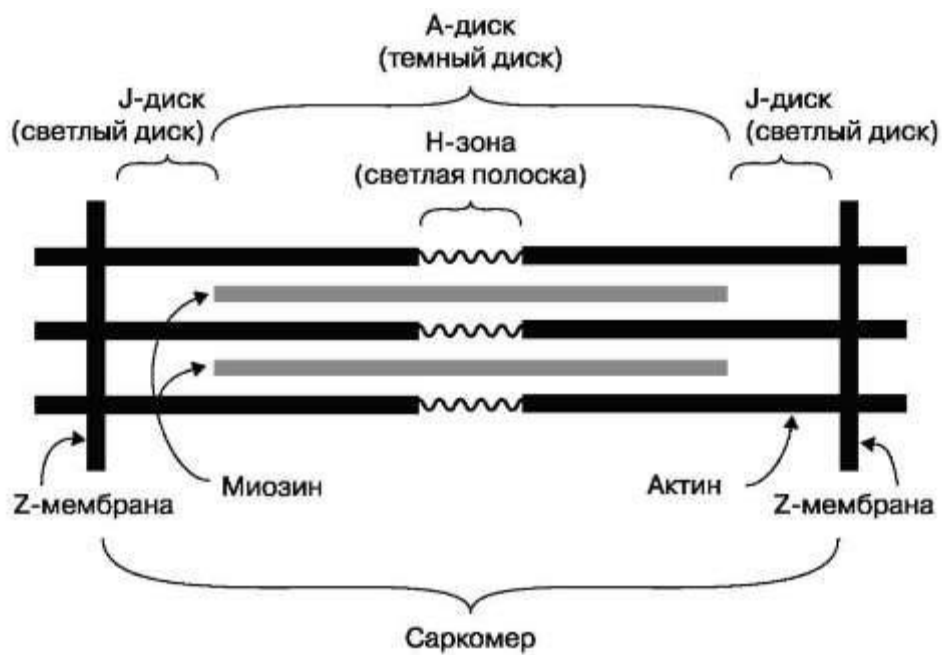 А-диск
(темный диск)
J-диск
(светлый диск)
J-диск
(светлый диск)
Н-зона
(светлая полоска)
Миозин
Актин
Z-мембрана
Z-мембрана
Саркомер